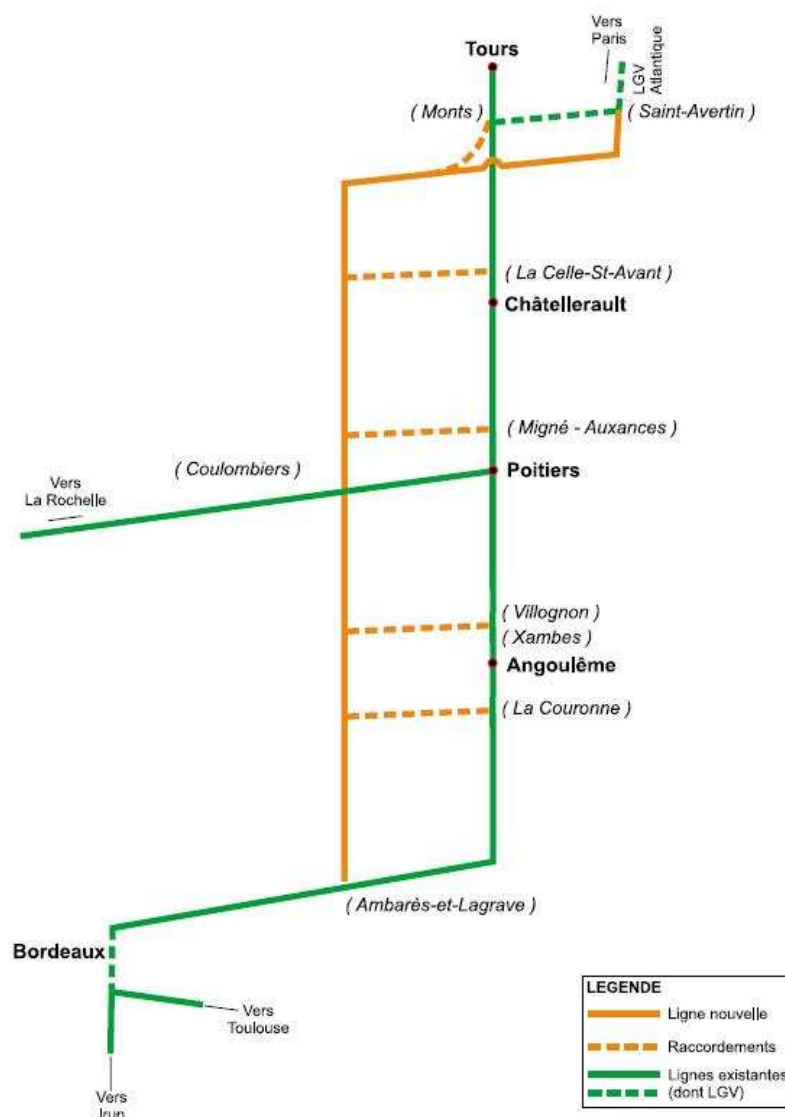 Vers
Paris
LGV
Atlantique
Tours
( Monts )
( Saint-Avertin )
( La Celle-St-Avant )
Châtellerault
( Migné - Auxances )
( Coulombiers )
Poitiers
Vers
La Rochelle
( Villognon )
( Xambes )
Angoulême
( La Couronne )
( Ambarès-et-Lagrave )
Bordeaux
Vers
Toulouse
Vers
Irun
LEGENDE
Ligne nouvelle
Raccordements
Lignes existantes
(dont LGV)